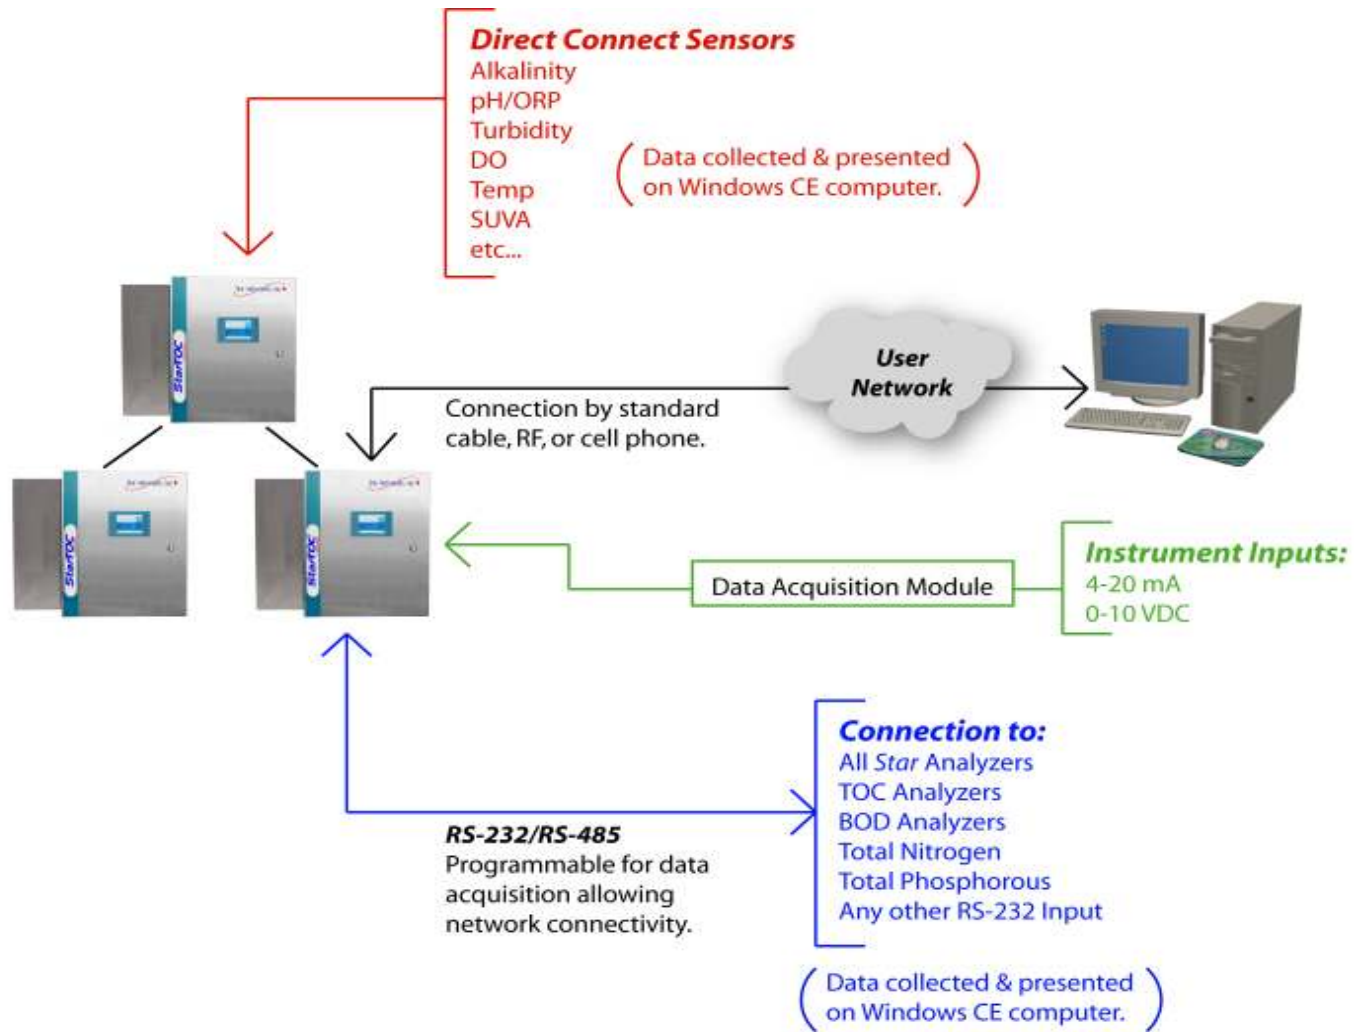 Direct Connect Sensors
Alkalinity
pH/ORP
Turbidity
DO
Temp
SUVA
etc...
(Data collected & presented
on Windows CE computer.)
StarTOC
User
Network
Connection by standard
cable, RF, or cell phone.
StarTOC
StarTOC
Data Acquisition Module
Instrument Inputs:
4-20 mA
0-10 VDC
Connection to:
All Star Analyzers
TOC Analyzers
BOD Analyzers
Total Nitrogen
Total Phosphorous
Any other RS-232 Input
RS-232/RS-485
Programmable for data
acquisition allowing
network connectivity.
(Data collected & presented
on Windows CE computer.)